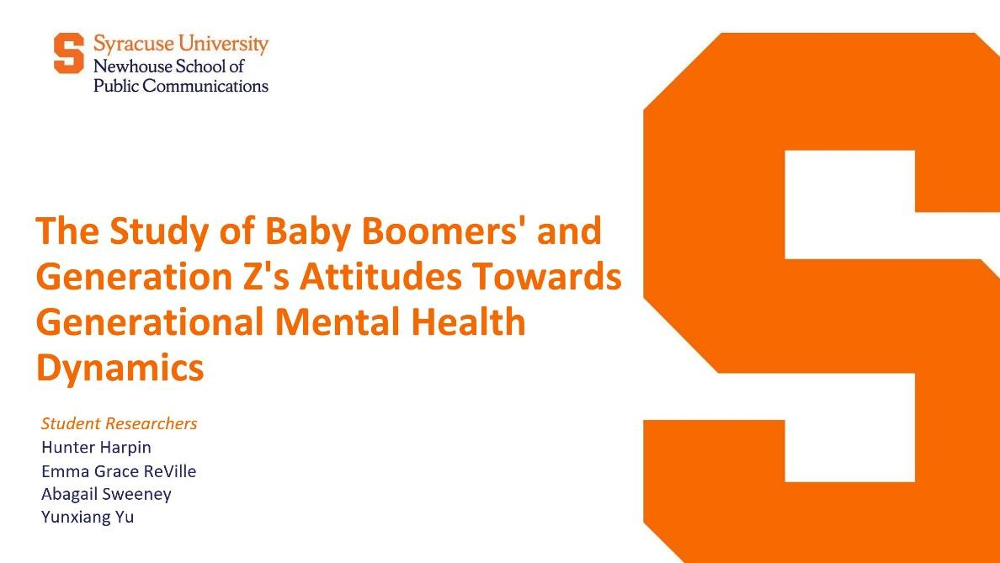 Syracuse University
Newhouse School of
Public Communications
The Study of Baby Boomers' and
Generation Z's Attitudes Towards
Generational Mental Health
Dynamics
Student Researchers
Hunter Harpin
Emma Grace ReVille
Abagail Sweeney
Yunxiang Yu